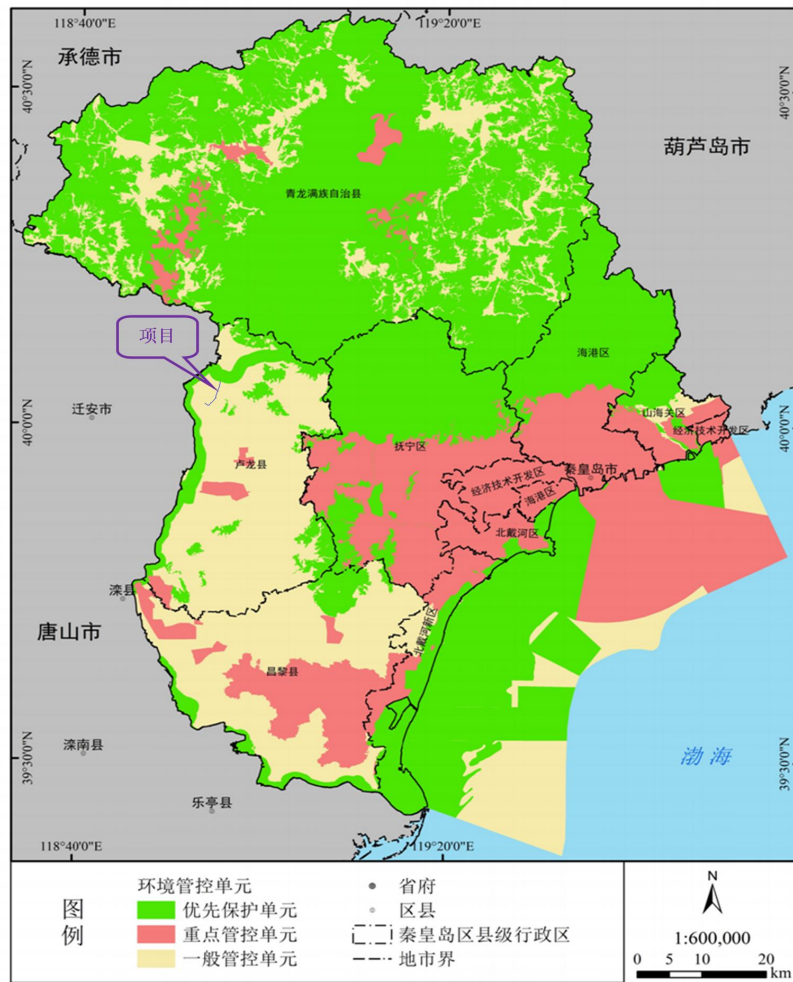 118°40′0″E
119°20′0″E
承德市
40°30′0″N
40°30′0″N
葫芦岛市
青龙满族自治县
项目
海港区
迁安市
山海关区
40°0′0″N
40°0′0″N
经济技术开发区
抚宁区
卢龙县
秦皇岛市
经济技术开发区
海港区
北戴河区
滦县
北戴河新区
唐山市
昌黎县
滦南县
39°30′0″N
渤海
39°30′0″N
乐亭县
118°40′0″E
119°20′0″E
图例
环境管控单元
优先保护单元
重点管控单元
一般管控单元
省府
区县
秦皇岛区县级行政区
地市界
N
1:600,000
0 5 10 20
km